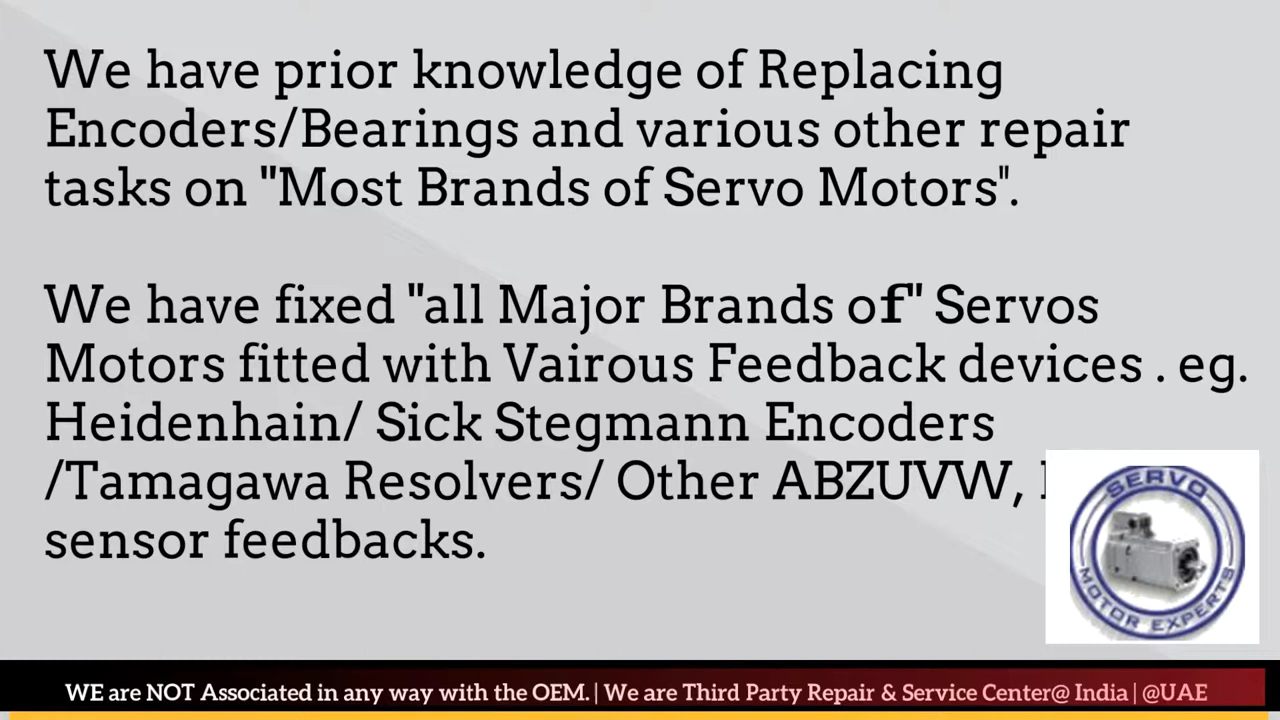 We have prior knowledge of Replacing
Encoders/Bearings and various other repair
tasks on "Most Brands of Servo Motors".
We have fixed "all Major Brands of" Servos
Motors fitted with Vairous Feedback devices . eg.
Heidenhain/ Sick Stegmann Encoders
/Tamagawa Resolvers/ Other ABZUVW,
sensor feedbacks.
SERVO
MOTOR EXPERTS
WE are NOT Associated in any way with the OEM. | We are Third Party Repair & Service Center@ India | @UAE